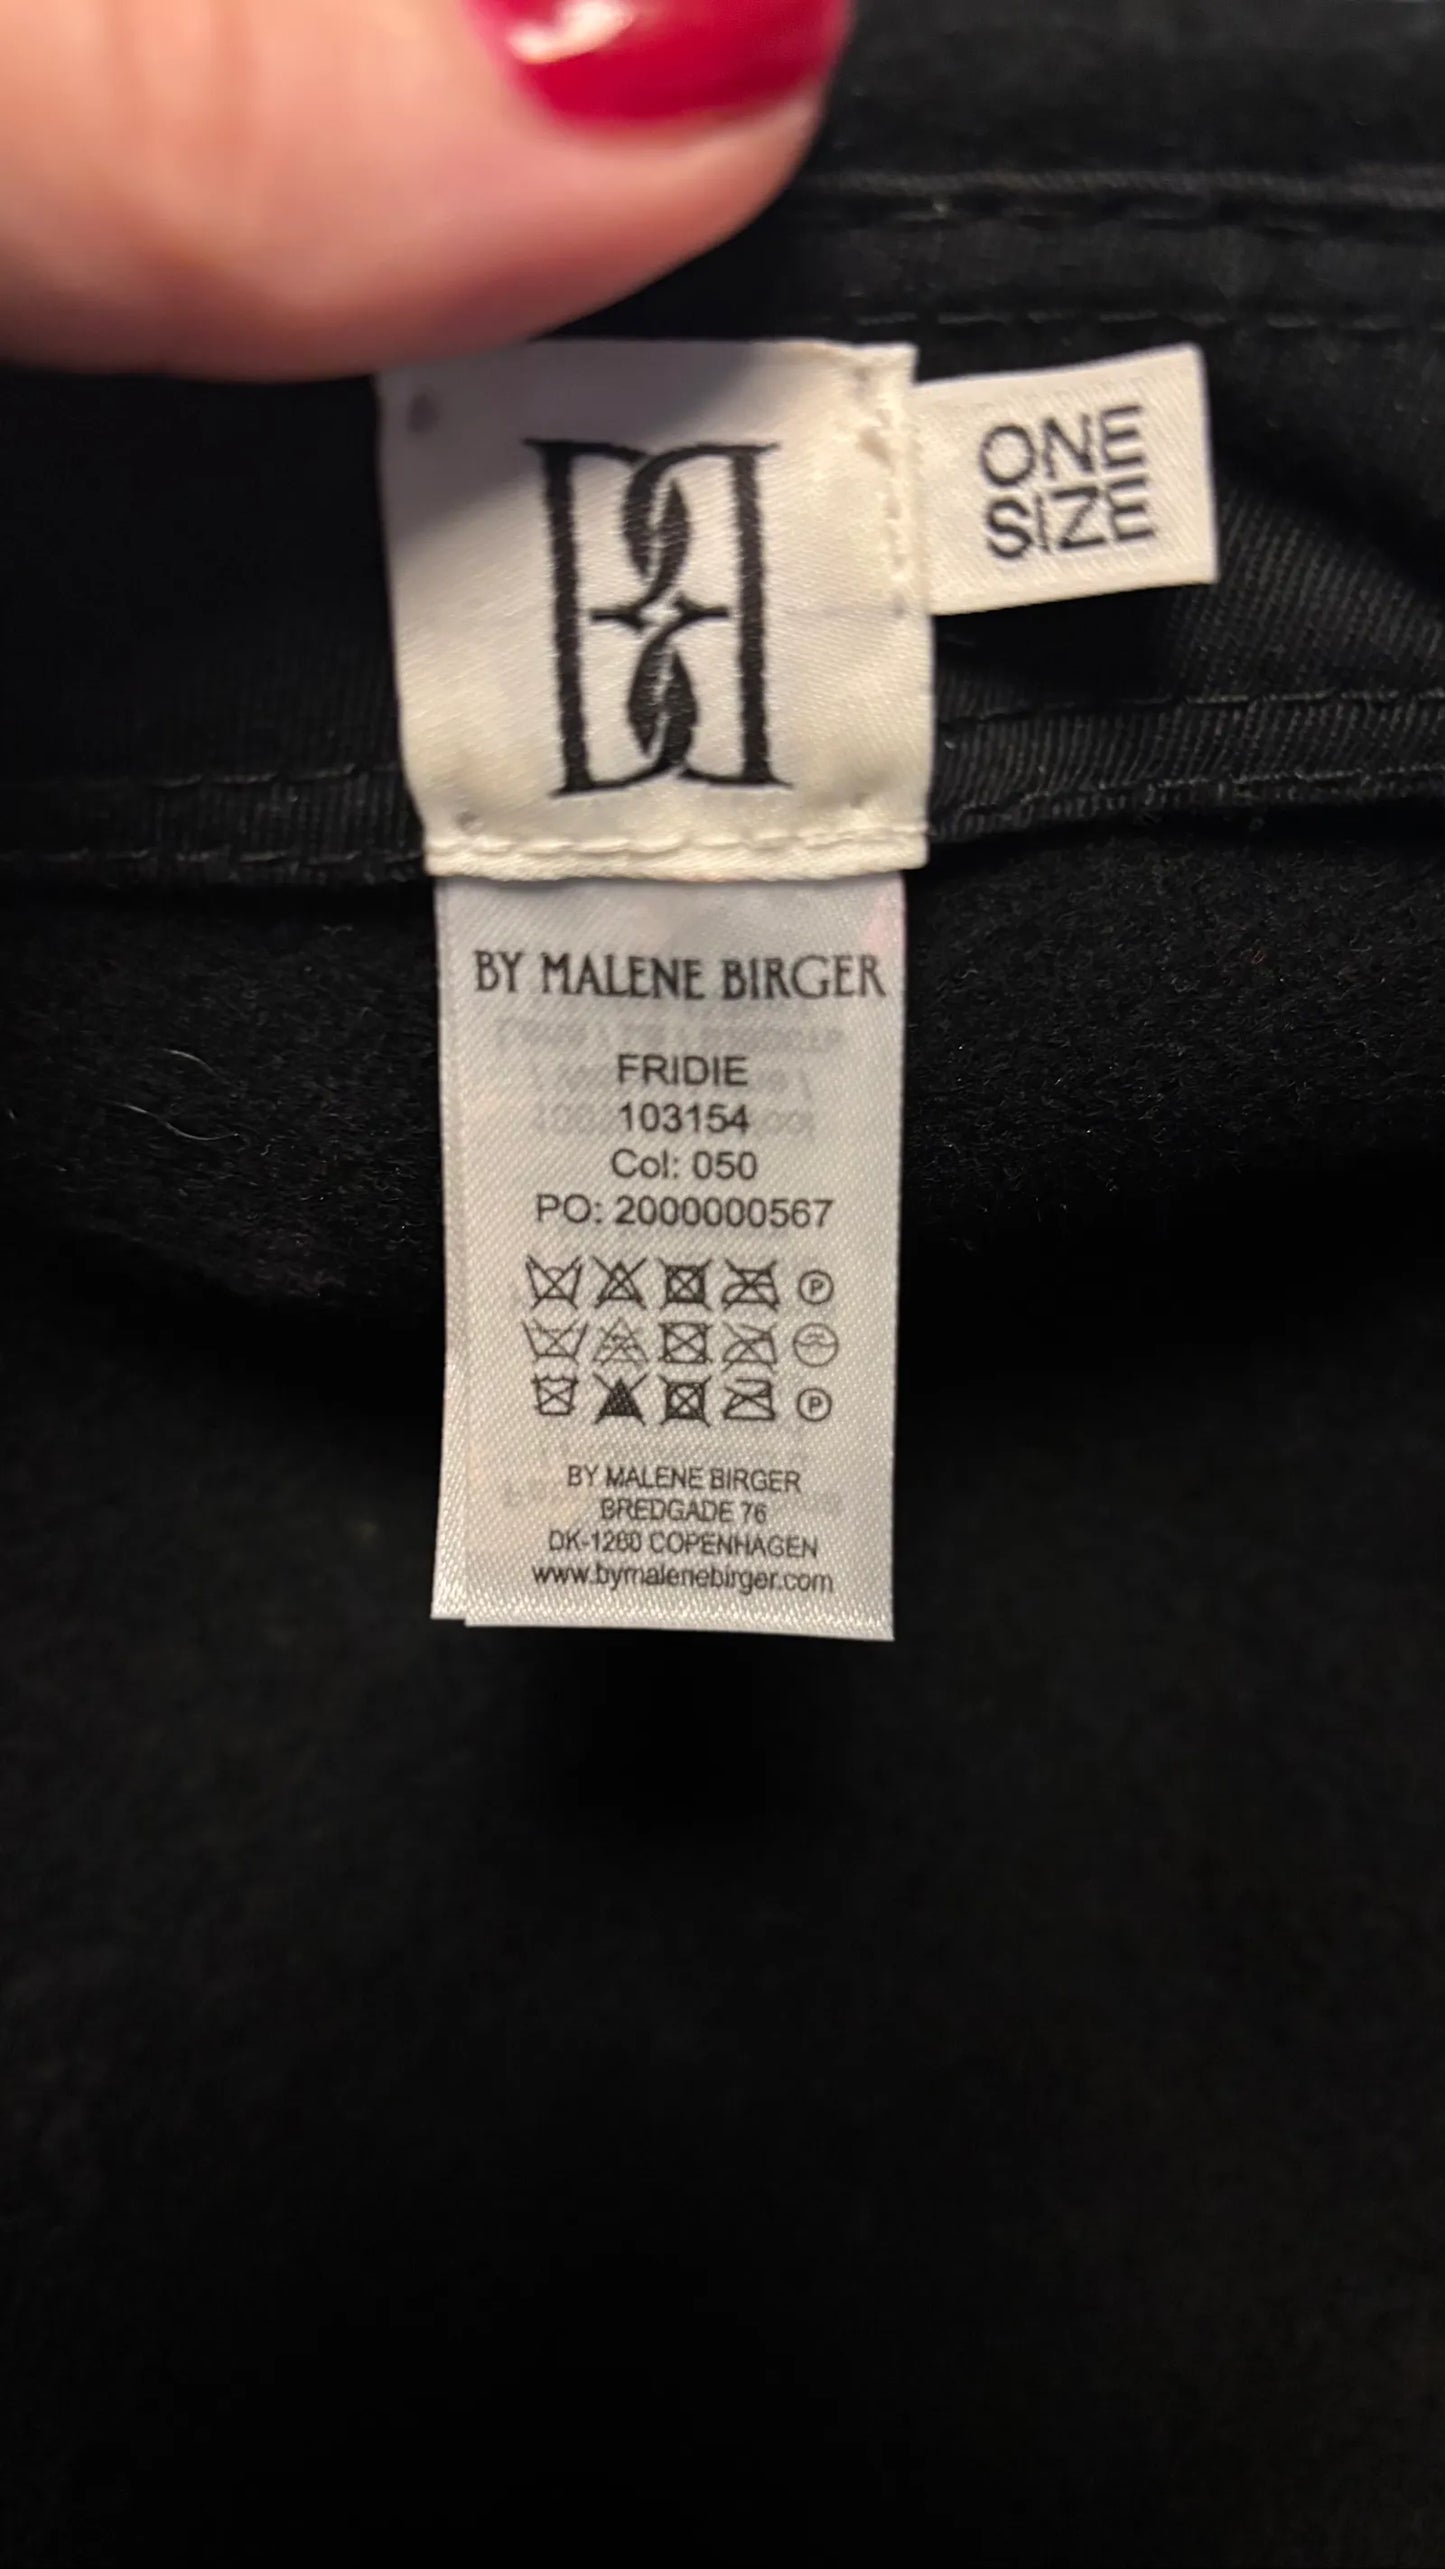 ONE
SIZE
BY MALENE BIRGER
FRIDIE
103154
Col: 050
PO: 2000000567
P
P
BY MALENE BIRGER
BREDGADE 76
DK-1260 COPENHAGEN
www.bymalenebirger.com